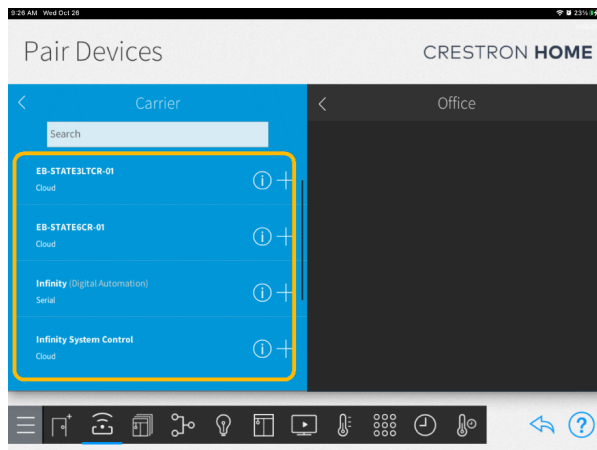 9:26 AM Wed Oct 26
23%
Pair Devices
CRESTRON HOME
Carrier
Office
Search
EB-STATE3LTCR-01
Cloud
EB-STATE6CR-01
Cloud
Infinity (Digital Automation)
Serial
Infinity System Control
Cloud